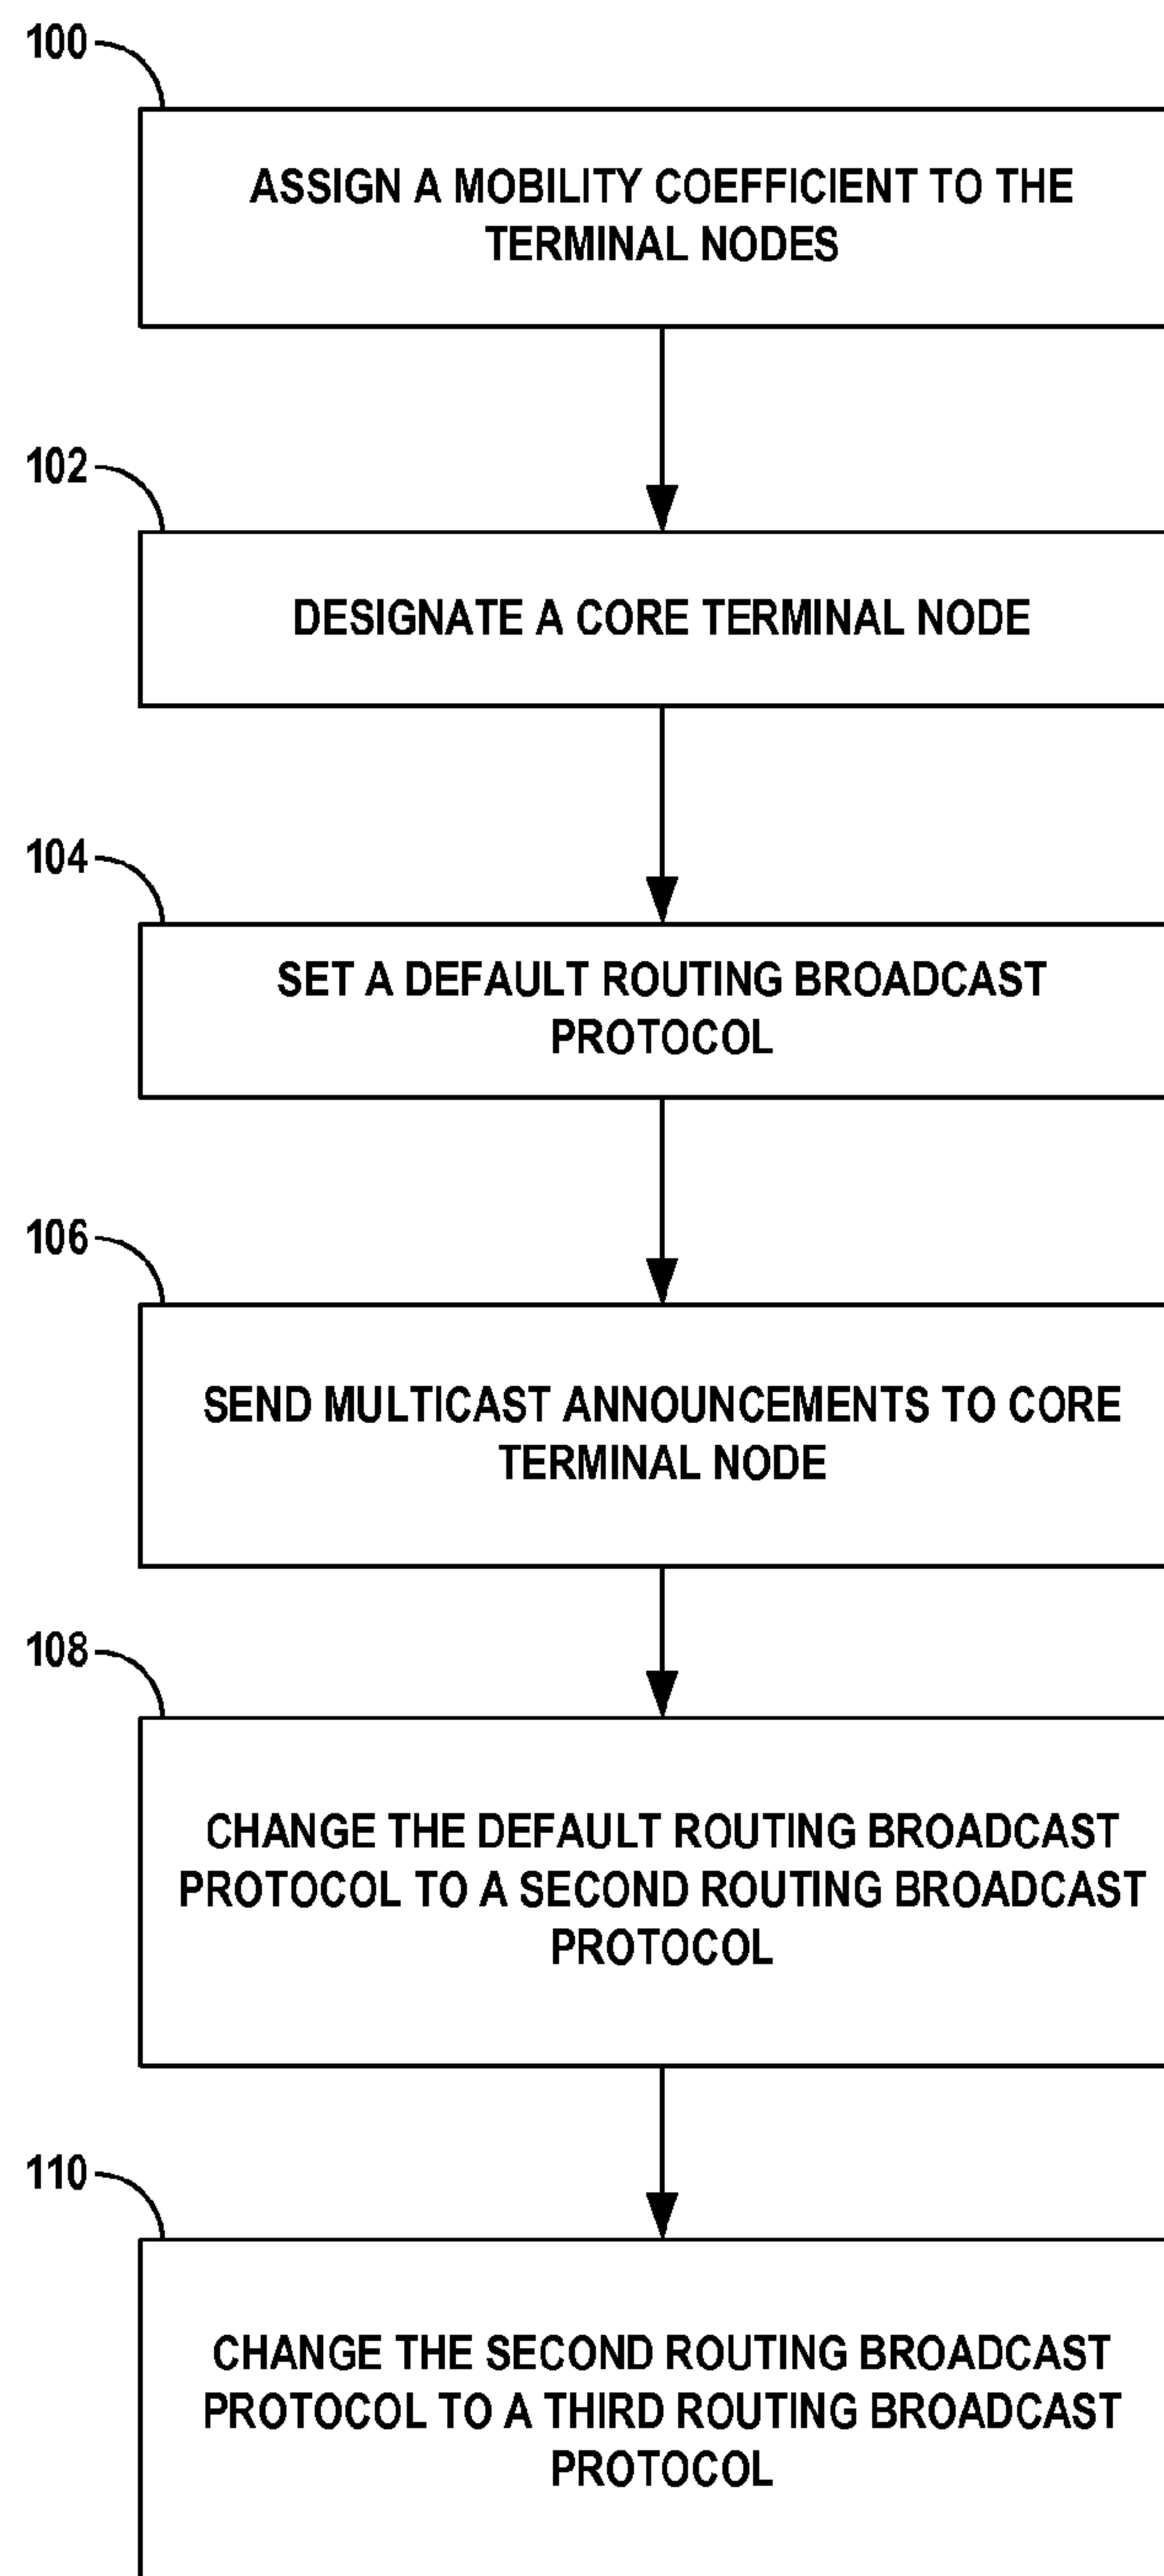 100
ASSIGN A MOBILITY COEFFICIENT TO THE
TERMINAL NODES
102
DESIGNATE A CORE TERMINAL NODE
104
SET A DEFAULT ROUTING BROADCAST
PROTOCOL
106
SEND MULTICAST ANNOUNCEMENTS TO CORE
TERMINAL NODE
108
CHANGE THE DEFAULT ROUTING BROADCAST
PROTOCOL TO A SECOND ROUTING BROADCAST
PROTOCOL
110
CHANGE THE SECOND ROUTING BROADCAST
PROTOCOL TO A THIRD ROUTING BROADCAST
PROTOCOL